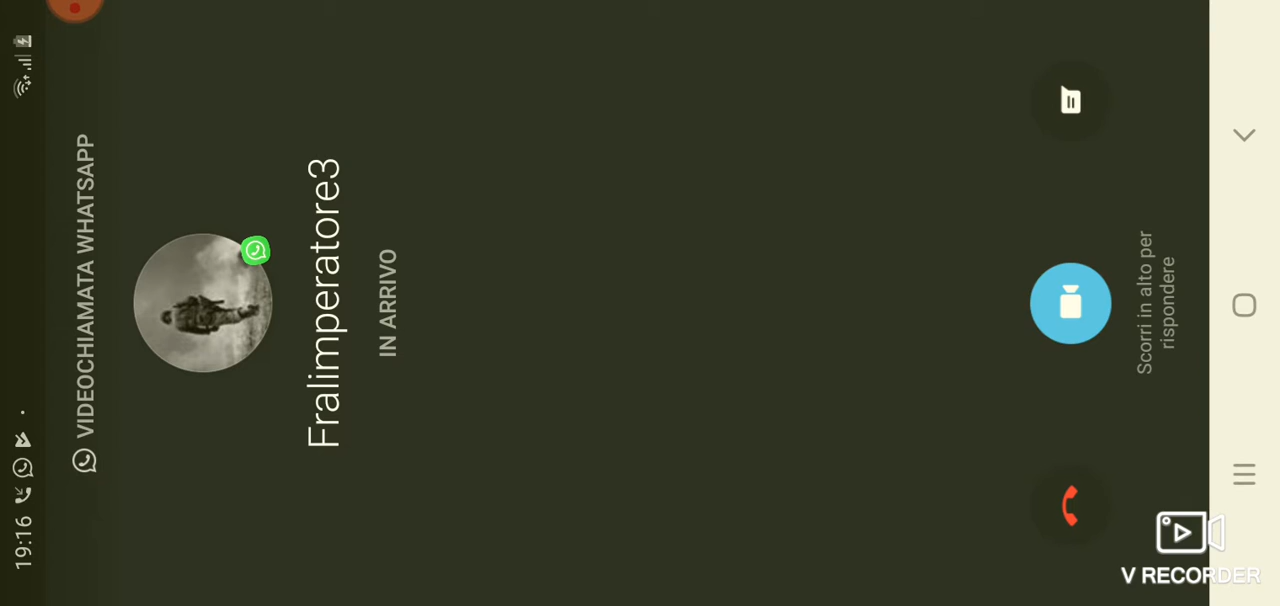 19:16
VIDEOCHIAMATA WHATSAPP
Fralimperatore3
IN ARRIVO
Scorri in alto per
rispondere
V RECORDER